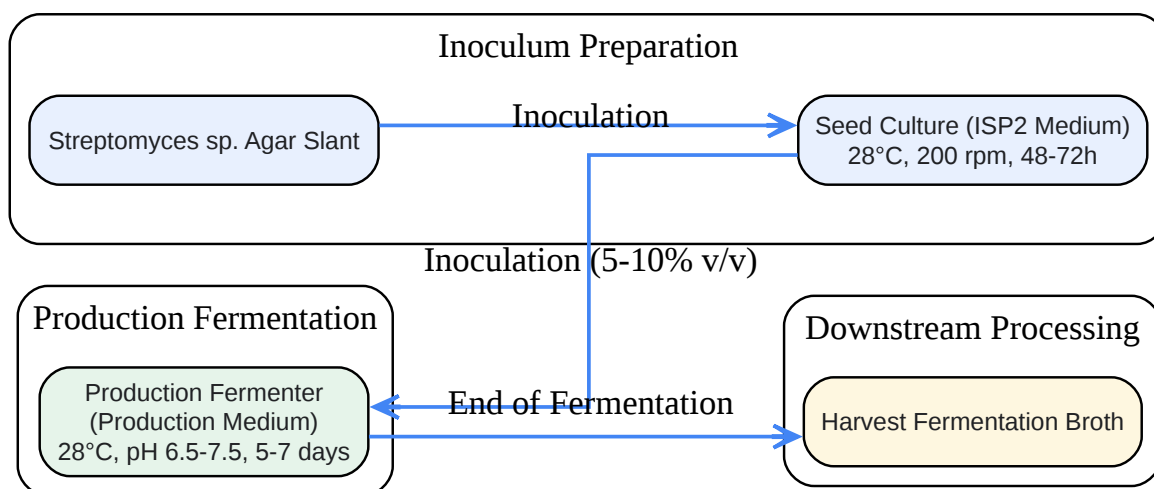 Inoculum Preparation
Inoculation
Streptomyces sp. Agar Slant
Seed Culture (ISP2 Medium)
28°C, 200 rpm, 48-72h
Inoculation (5-10% v/v)
Production Fermentation
Production Fermenter
(Production Medium)
28°C, pH 6.5-7.5, 5-7 days
End of Fermentation
Downstream Processing
Harvest Fermentation Broth